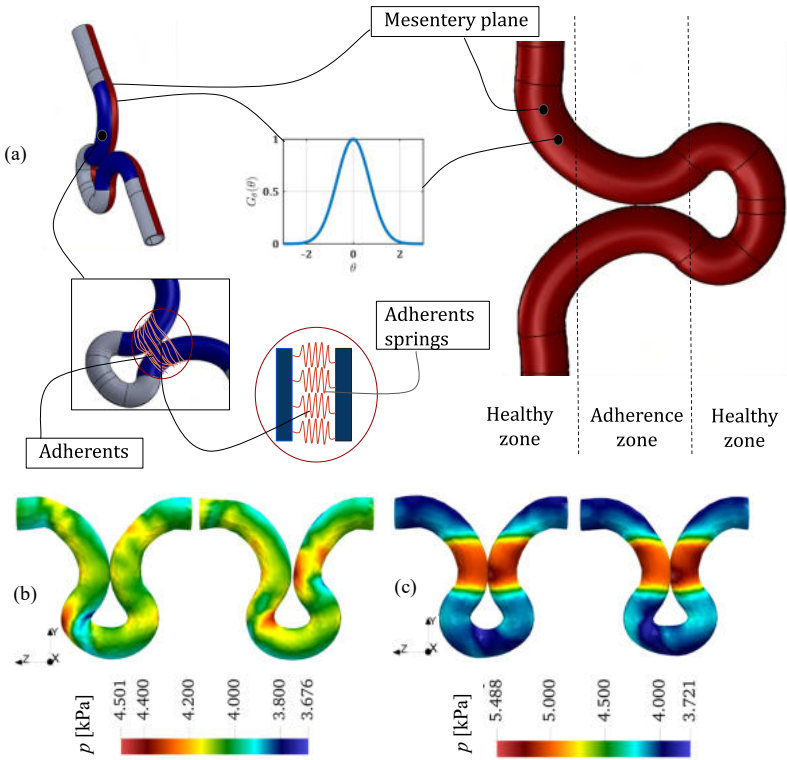 Mesentery plane
(a)
1
0.5
0
G_θ(θ)
-2
0
2
θ
Adherents
springs
Adherents
Healthy
zone
Adherence
zone
Healthy
zone
(b)
Y
Z
X
(c)
Y
Z
X
p [kPa]
4.501
4.400
4.200
4.000
3.800
3.676
p [kPa]
5.488
5.000
4.500
4.000
3.721